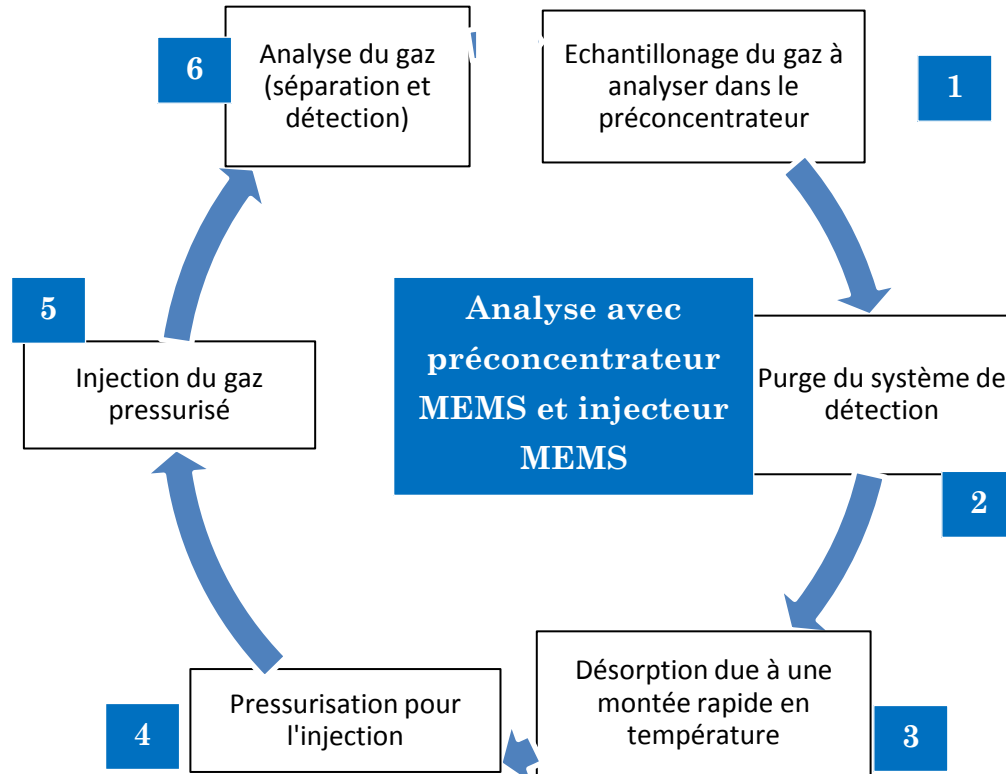 6
Analyse du gaz
(séparation et
détection)
Echantillonage du gaz à
analyser dans le
préconcentrateur
1
5
Injection du gaz
pressurisé
Analyse avec
préconcentrateur
MEMS et injecteur
MEMS
Purge du système de
détection
2
4
Pressurisation pour
l'injection
Désorption due à une
montée rapide en
température
3